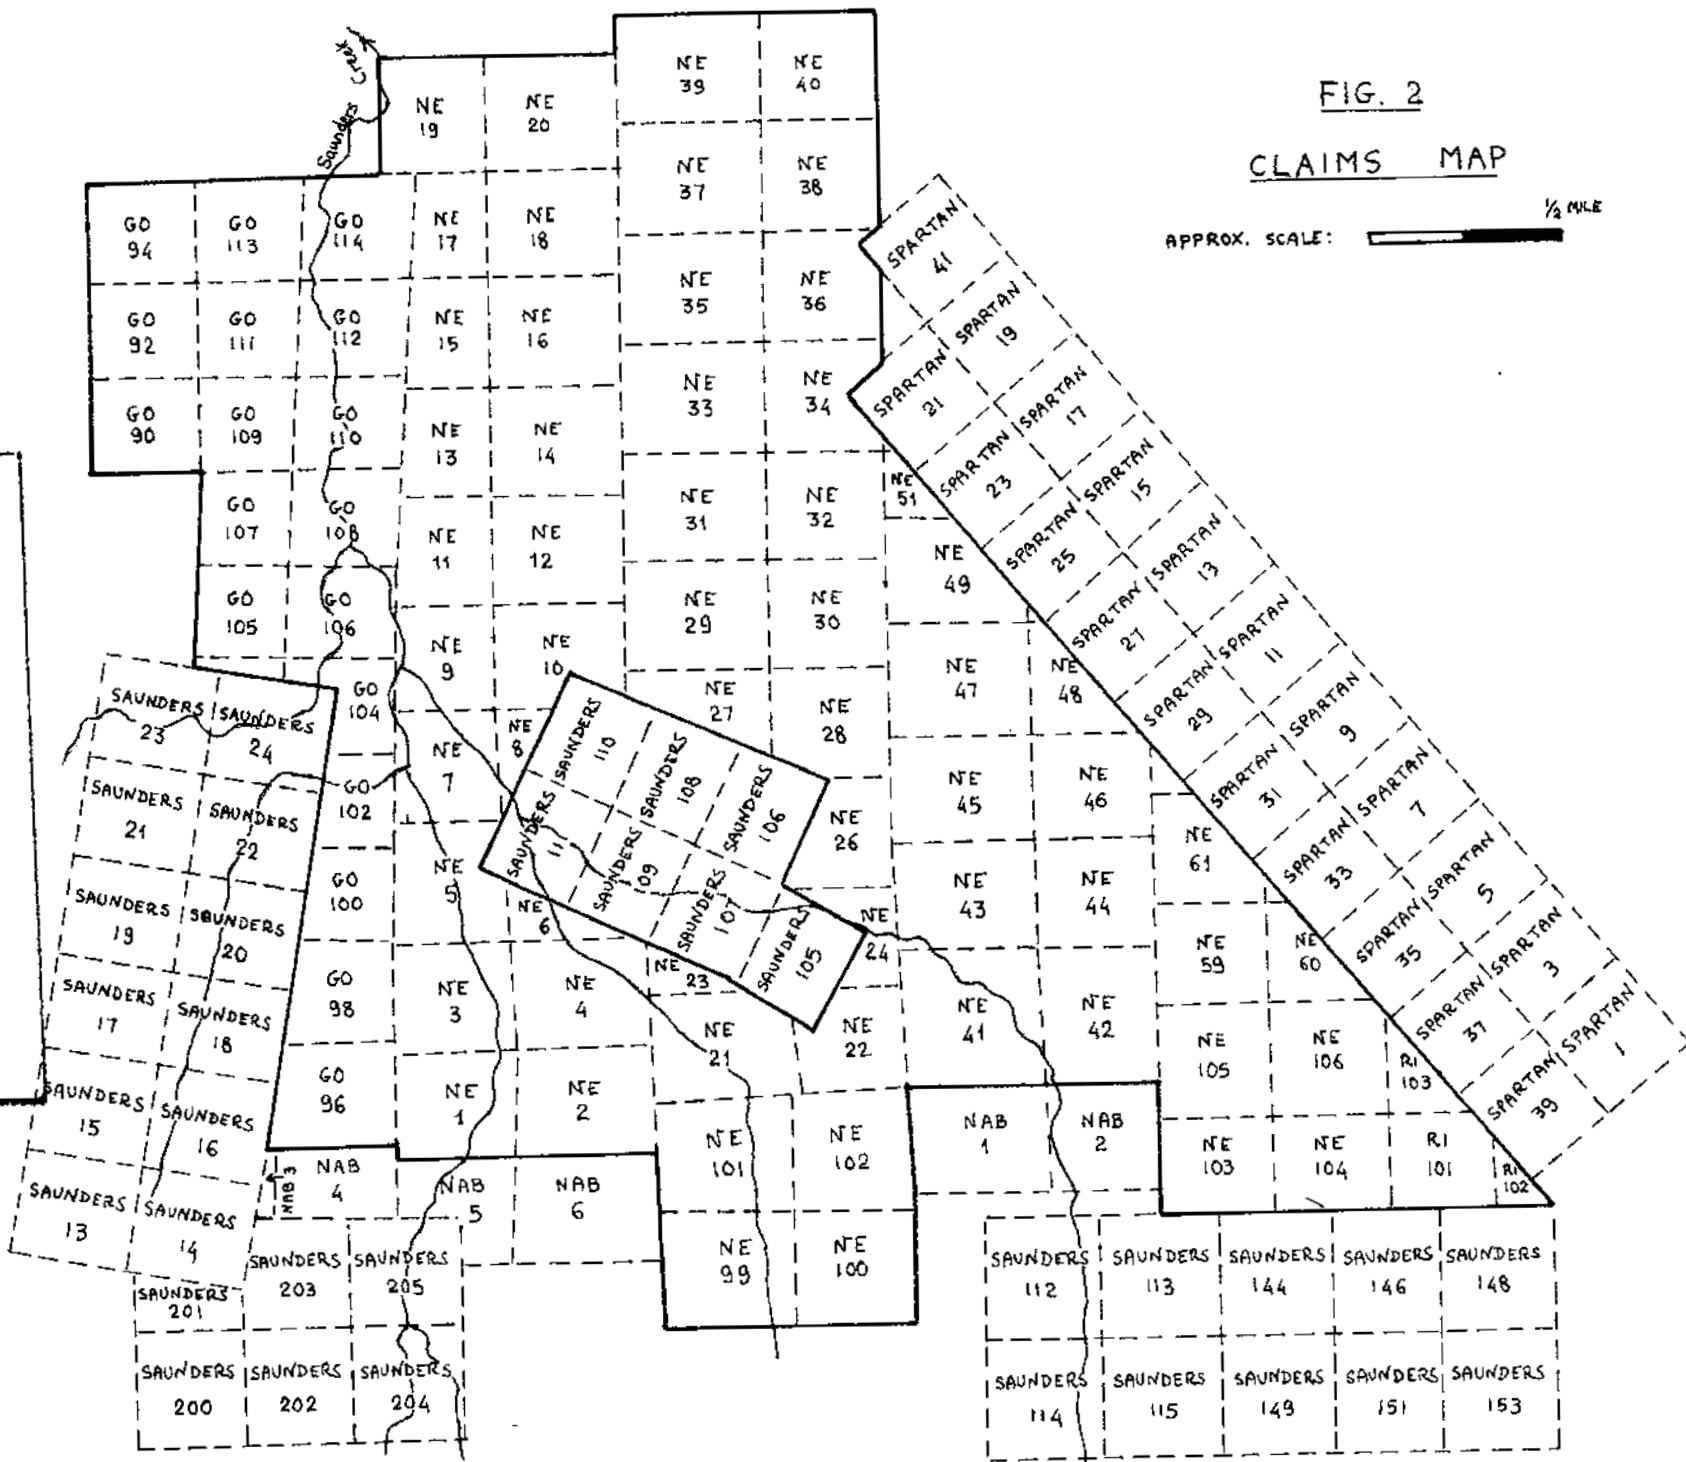 FIG. 2
CLAIMS MAP
½ MILE
APPROX. SCALE:
Saunders Creek
NE 19
NE 20
NE 39
NE 40
NE 37
NE 38
GO 94
GO 113
GO 114
NE 17
NE 18
NE 35
NE 36
GO 92
GO 111
GO 112
NE 15
NE 16
NE 33
NE 34
GO 90
GO 109
GO 110
NE 13
NE 14
NE 31
NE 32
NE 51
GO 107
GO 108
NE 11
NE 12
NE 29
NE 30
NE 49
GO 105
GO 106
NE 9
NE 10
NE 27
NE 28
NE 47
NE 48
GO 104
NE 7
NE 8
NE 26
NE 45
NE 46
GO 102
NE 5
NE 6
NE 24
NE 43
NE 44
NE 61
GO 100
GO 98
NE 3
NE 4
NE 23
NE 21
NE 22
NE 41
NE 42
NE 59
NE 60
GO 96
NE 1
NE 2
NE 105
NE 106
RI 103
NE 101
NE 102
NAB 1
NAB 2
NE 103
NE 104
RI 101
RI 102
NAB 3
NAB 4
NAB 5
NAB 6
NE 99
NE 100
SPARTAN 41
SPARTAN 19
SPARTAN 21
SPARTAN 17
SPARTAN 23
SPARTAN 15
SPARTAN 25
SPARTAN 13
SPARTAN 27
SPARTAN 11
SPARTAN 29
SPARTAN 9
SPARTAN 31
SPARTAN 7
SPARTAN 33
SPARTAN 5
SPARTAN 35
SPARTAN 3
SPARTAN 37
SPARTAN 1
SPARTAN 39
SAUNDERS 110
SAUNDERS 108
SAUNDERS 106
SAUNDERS 111
SAUNDERS 109
SAUNDERS 107
SAUNDERS 105
SAUNDERS 23
SAUNDERS 24
SAUNDERS 21
SAUNDERS 22
SAUNDERS 19
SAUNDERS 20
SAUNDERS 17
SAUNDERS 18
SAUNDERS 15
SAUNDERS 16
SAUNDERS 13
SAUNDERS 14
SAUNDERS 201
SAUNDERS 203
SAUNDERS 205
SAUNDERS 200
SAUNDERS 202
SAUNDERS 204
SAUNDERS 112
SAUNDERS 113
SAUNDERS 144
SAUNDERS 146
SAUNDERS 148
SAUNDERS 114
SAUNDERS 115
SAUNDERS 149
SAUNDERS 151
SAUNDERS 153